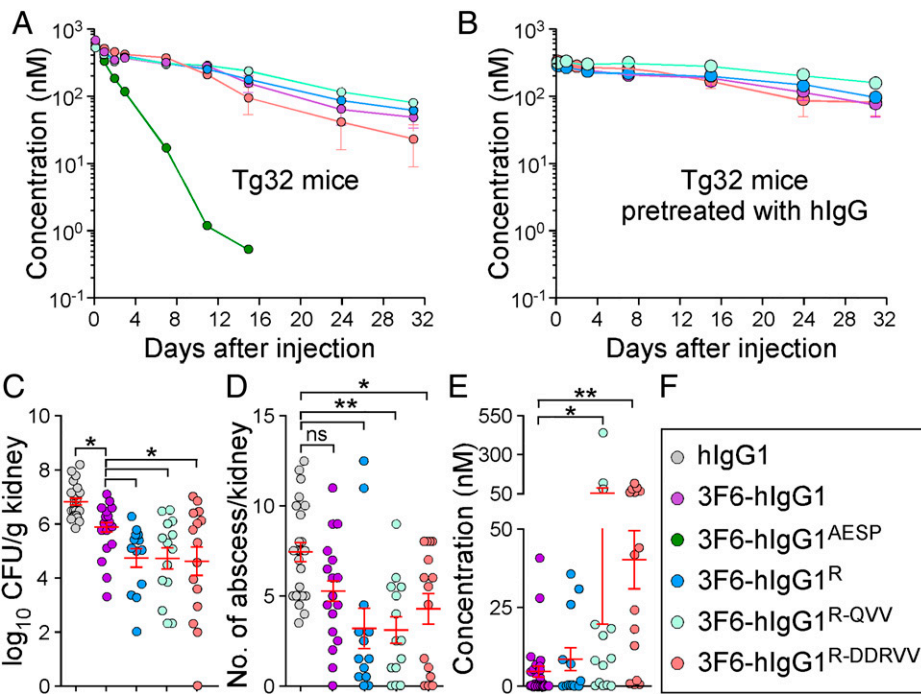 A
B
Concentration (nM)
10³
10²
10¹
10⁰
10⁻¹
Tg32 mice
0 4 8 12 16 20 24 28 32
Days after injection
Concentration (nM)
10³
10²
10¹
10⁰
10⁻¹
Tg32 mice
pretreated with hIgG
0 4 8 12 16 20 24 28 32
Days after injection
C
log₁₀ CFU/g kidney
10
8
6
4
2
0
*
*
D
No. of abscess/kidney
15
10
5
0
*
**
ns
E
Concentration (nM)
550
300
50
50
25
0
**
*
F
hIgG1
3F6-hIgG1
3F6-hIgG1ᴬᴱˢᴾ
3F6-hIgG1ᴿ
3F6-hIgG1ᴿ⁻Qⱽⱽ
3F6-hIgG1ᴿ⁻ᴰᴰᴿⱽⱽ